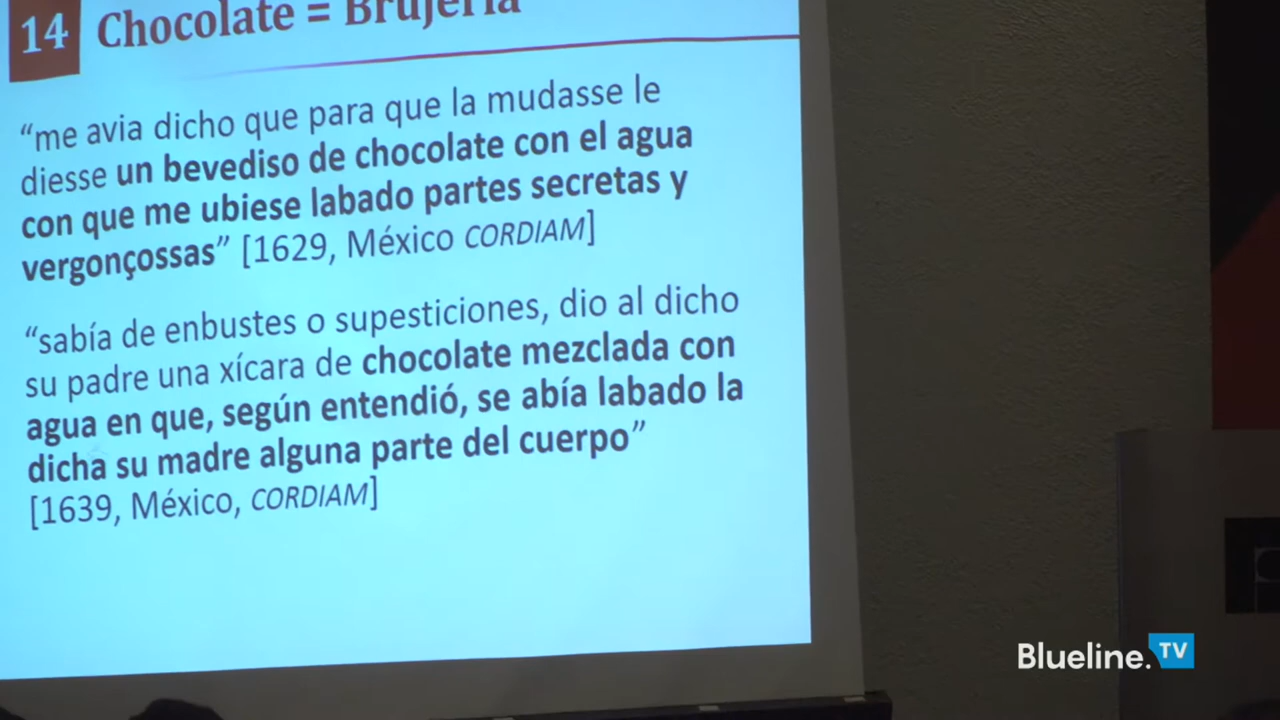 14 Chocolate = Brujería
“me avia dicho que para que la mudasse le
diesse un bevediso de chocolate con el agua
con que me ubiese labado partes secretas y
vergonçossas” [1629, México CORDIAM]
“sabía de enbustes o supesticiones, dio al dicho
su padre una xícara de chocolate mezclada con
agua en que, según entendió, se abía labado la
dicha su madre alguna parte del cuerpo”
[1639, México, CORDIAM]
Blueline.TV